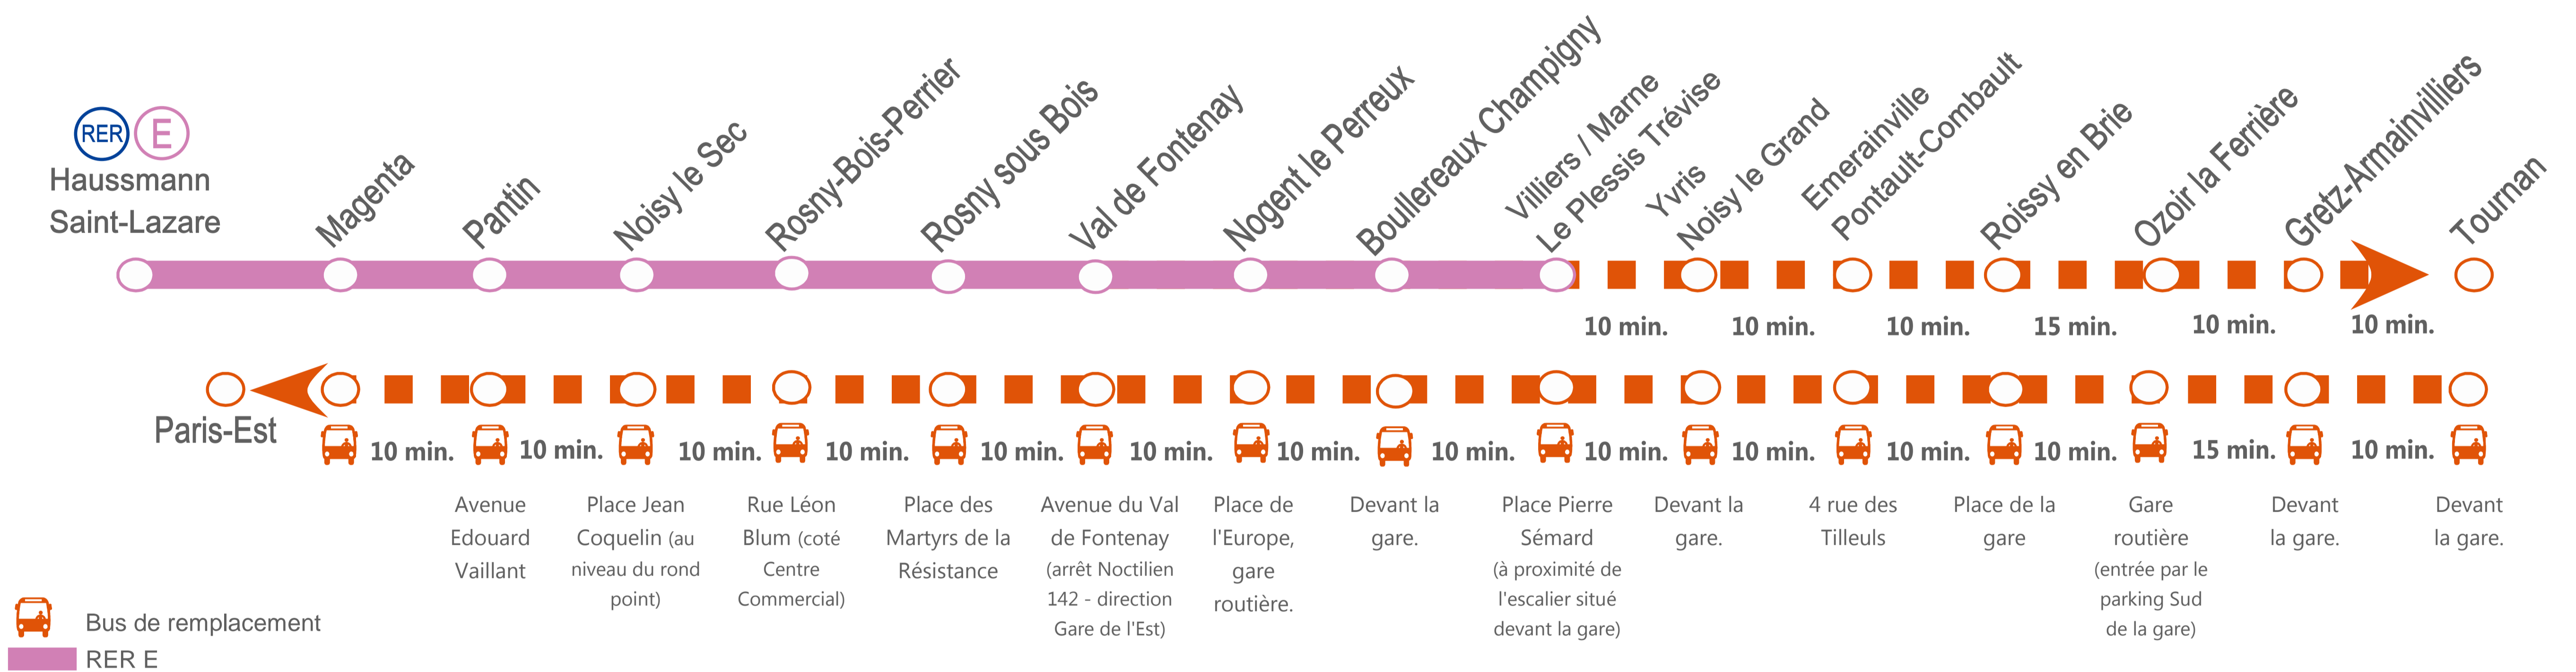 RER E
Haussmann
Saint-Lazare
Magenta
Pantin
Noisy le Sec
Rosny-Bois-Perrier
Rosny sous Bois
Val de Fontenay
Nogent le Perreux
Boullereaux Champigny
Villiers / Marne
Le Plessis Trévise
Yvris
Noisy le Grand
Emerainville
Pontault-Combault
Roissy en Brie
Ozoir la Ferrière
Gretz-Armainvilliers
Tournan
10 min.
10 min.
10 min.
15 min.
10 min.
10 min.
Paris-Est
10 min.
10 min.
10 min.
10 min.
10 min.
10 min.
10 min.
10 min.
10 min.
10 min.
10 min.
10 min.
15 min.
10 min.
Avenue
Edouard
Vaillant
Place Jean
Coquelin (au
niveau du rond
point)
Rue Léon
Blum (coté
Centre
Commercial)
Place des
Martyrs de la
Résistance
Avenue du Val
de Fontenay
(arrêt Noctilien
142 - direction
Gare de l'Est)
Place de
l'Europe,
gare
routière.
Devant la
gare.
Place Pierre
Sémard
(à proximité de
l'escalier situé
devant la gare)
Devant la
gare.
4 rue des
Tilleuls
Place de la
gare
Gare
routière
(entrée par le
parking Sud
de la gare)
Devant
la gare.
Devant
la gare.
Bus de remplacement
RER E